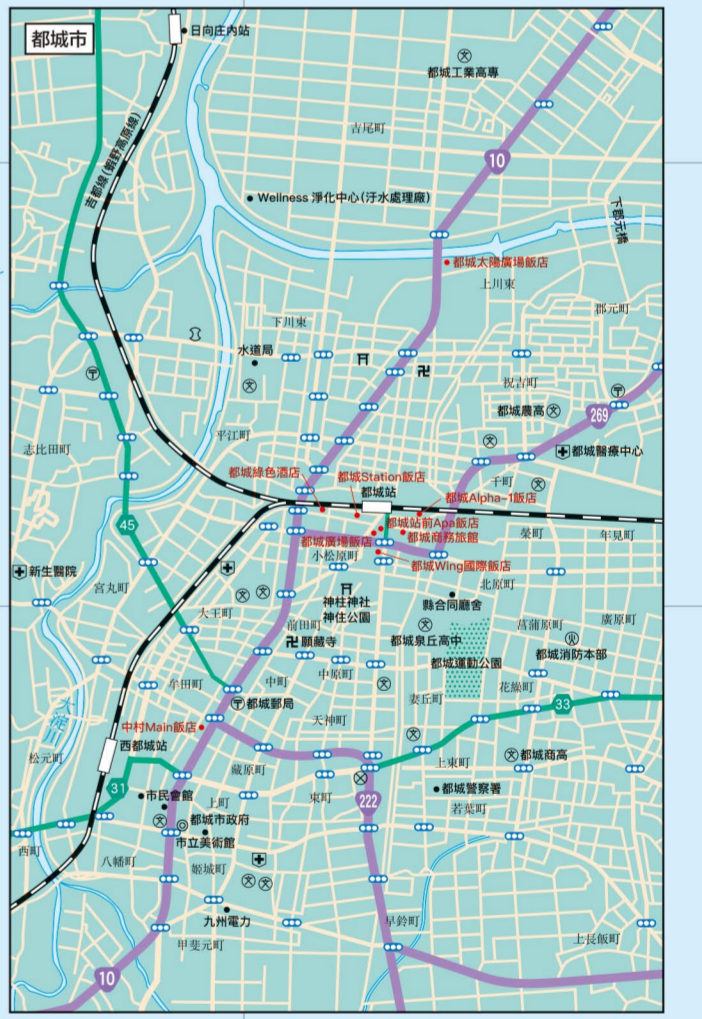 都城市
日向庄內站
都城工業高專
吉尾町
吉都線(蝦野高原線)
10
Wellness 淨化中心(汙水處理廠)
下郡元橋
都城太陽廣場飯店
上川東
郡元町
下川東
水道局
祝吉町
都城農高
269
平江町
志比田町
都城醫療中心
都城綠色酒店
都城Station飯店
千町
都城站
都城Alpha-1飯店
45
都城站前Apa飯店
都城廣場飯店
都城商務旅館
榮町
年見町
小松原町
都城Wing國際飯店
新生醫院
宮丸町
北原町
神柱神社
神住公園
縣合同廳舍
大王町
前田町
菖蒲原町
廣原町
願藏寺
都城泉丘高中
都城消防本部
中町
中原町
都城運動公園
牟田町
妻丘町
花繰町
都城郵局
33
大淀川
中村Main飯店
天神町
西都城站
松元町
藏原町
上東町
都城商高
31
市民會館
上町
東町
222
都城警察署
若葉町
都城市政府
市立美術館
西町
八幡町
姬城町
九州電力
早鈴町
甲斐元町
上長飯町
10